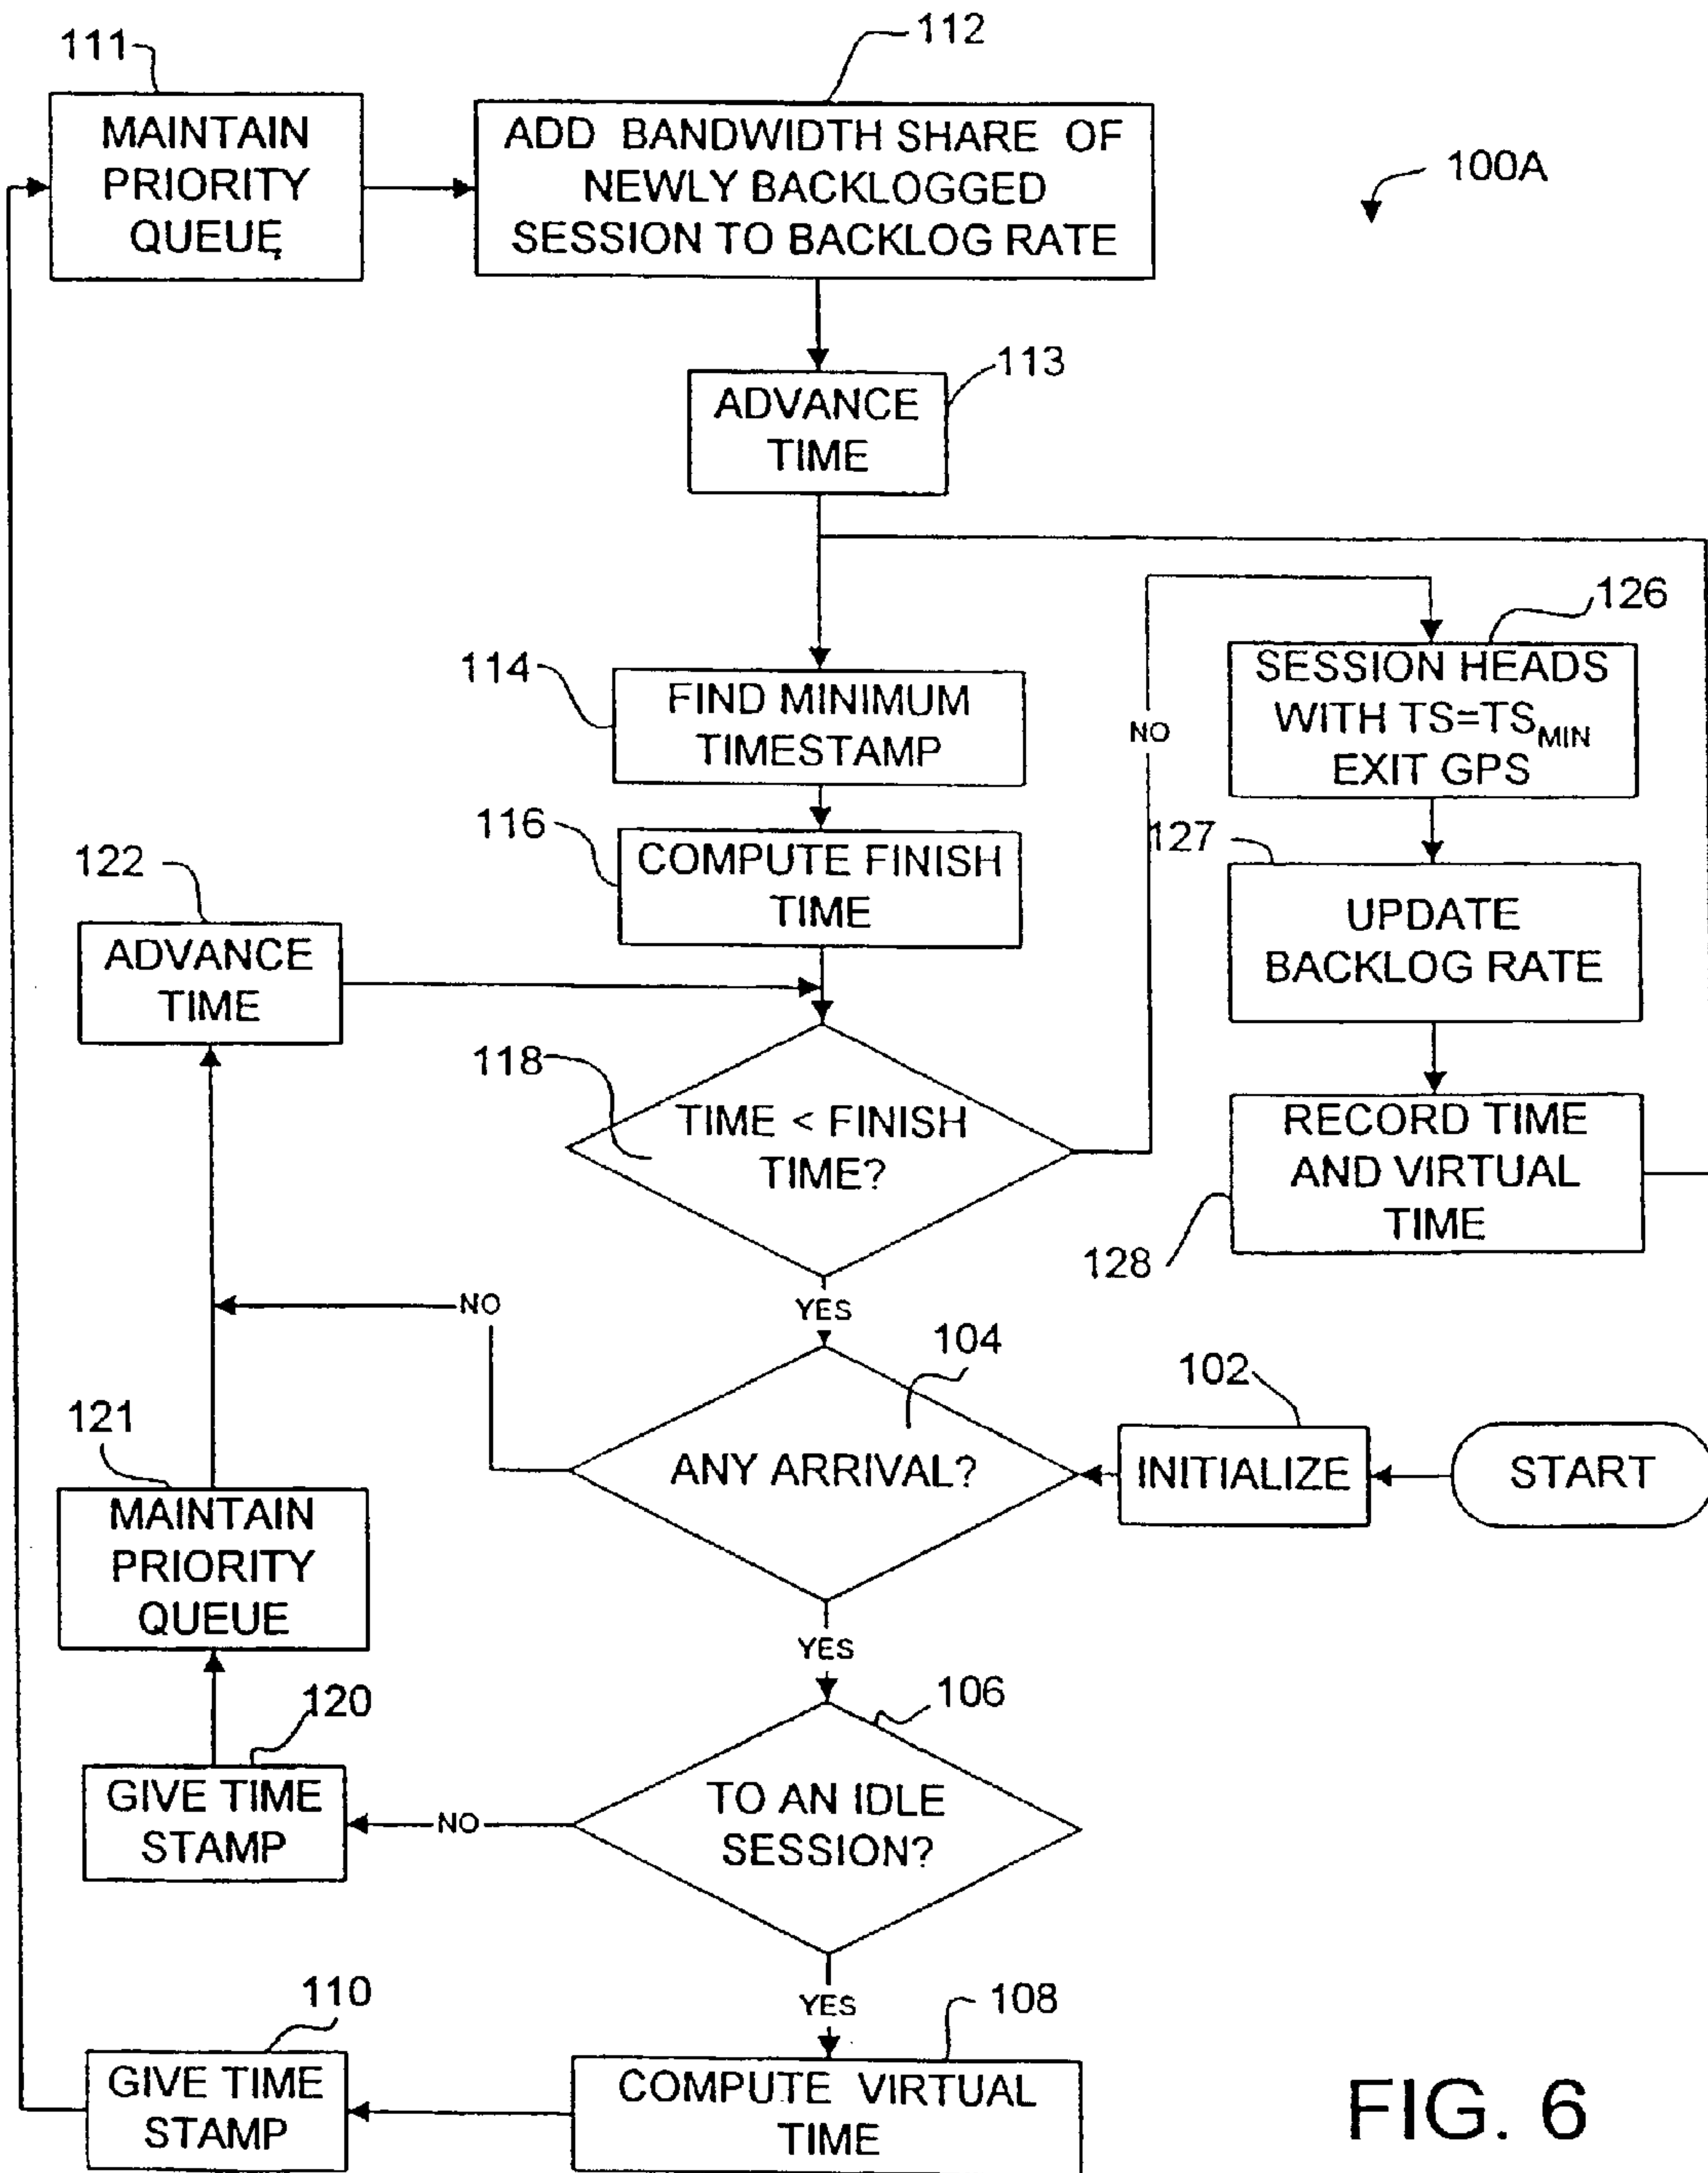 111
MAINTAIN
PRIORITY
QUEUE
112
ADD BANDWIDTH SHARE OF
NEWLY BACKLOGGED
SESSION TO BACKLOG RATE
100A
113
ADVANCE
TIME
114
FIND MINIMUM
TIMESTAMP
116
COMPUTE FINISH
TIME
NO
126
SESSION HEADS
WITH TS=TS_MIN
EXIT GPS
127
UPDATE
BACKLOG RATE
122
ADVANCE
TIME
118
TIME < FINISH
TIME?
RECORD TIME
AND VIRTUAL
TIME
128
YES
NO
104
ANY ARRIVAL?
102
INITIALIZE
START
121
MAINTAIN
PRIORITY
QUEUE
YES
106
TO AN IDLE
SESSION?
NO
120
GIVE TIME
STAMP
YES
108
COMPUTE VIRTUAL
TIME
110
GIVE TIME
STAMP
FIG. 6